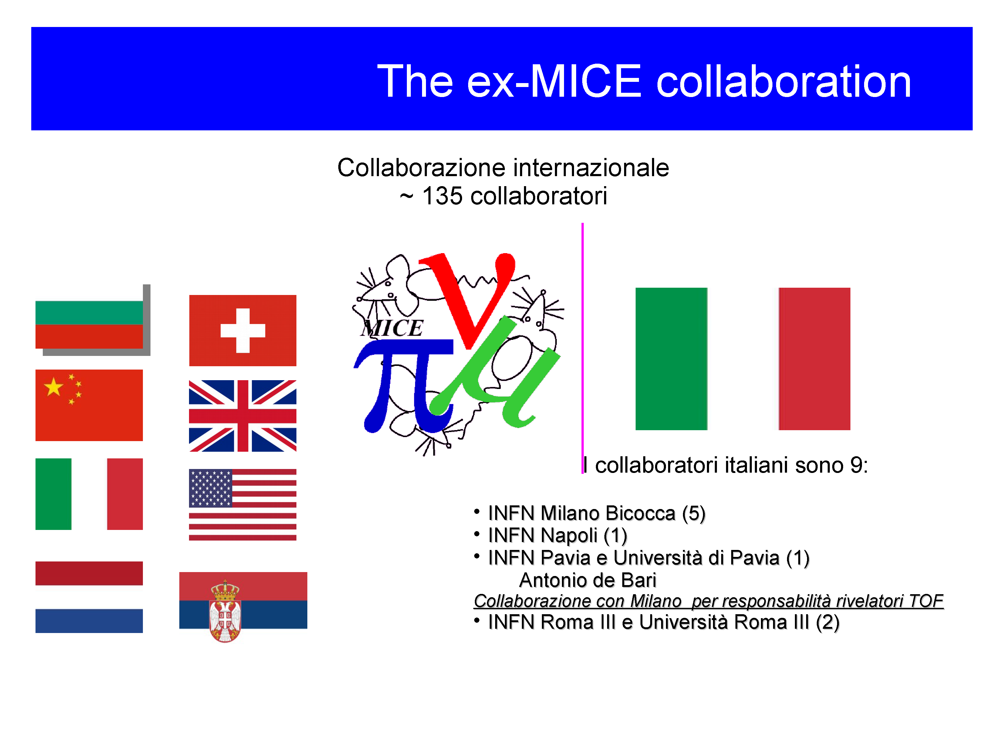 The ex-MICE collaboration
Collaborazione internazionale
~ 135 collaboratori
MICE
ν
μ
π
I collaboratori italiani sono 9:
• INFN Milano Bicocca (5)
• INFN Napoli (1)
• INFN Pavia e Università di Pavia (1)
Antonio de Bari
Collaborazione con Milano per responsabilità rivelatori TOF
• INFN Roma III e Università Roma III (2)